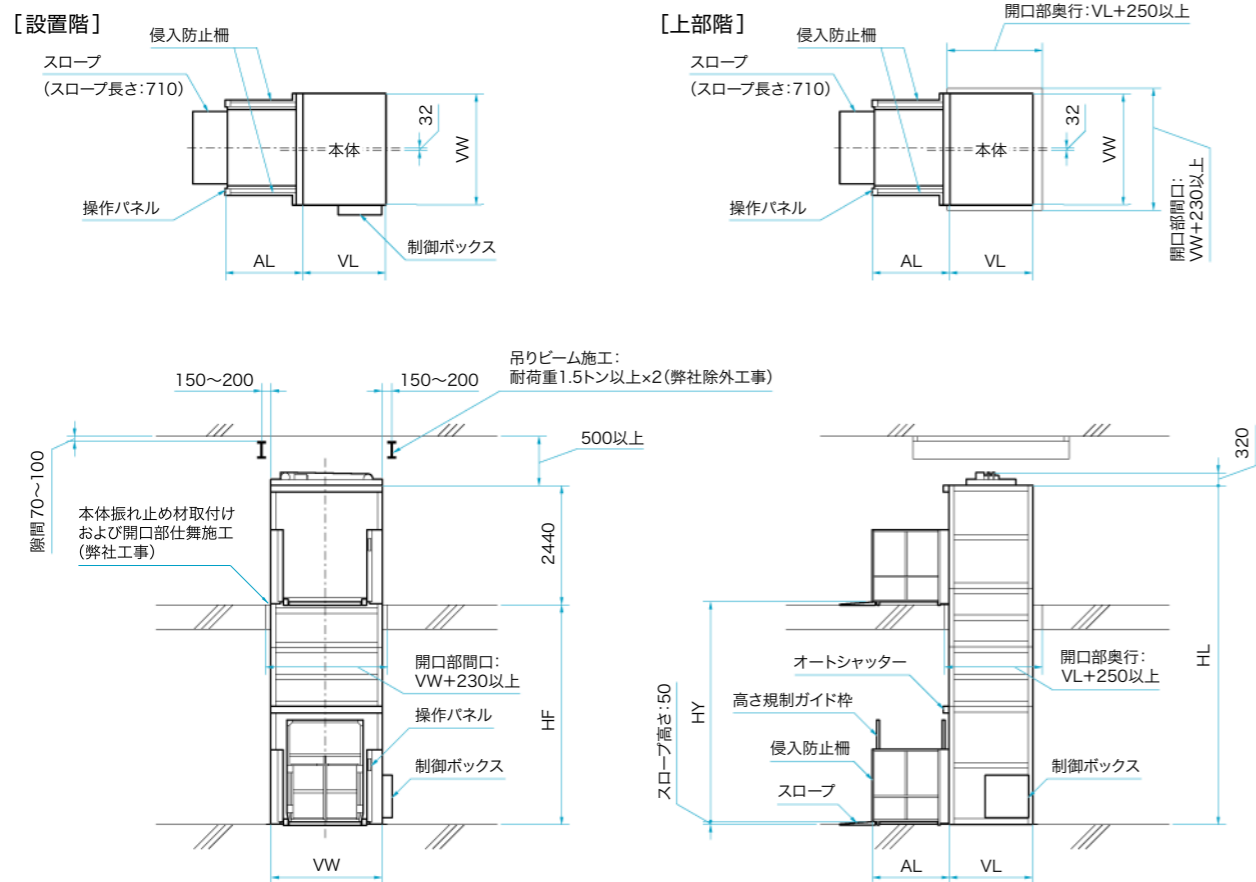 [設置階]
侵入防止柵
スロープ
(スロープ長さ:710)
32
VW
本体
操作パネル
制御ボックス
AL
VL
[上部階]
開口部奥行:VL+250以上
侵入防止柵
スロープ
(スロープ長さ:710)
32
VW
本体
開口部間口:
VW+230以上
操作パネル
AL
VL
吊りビーム施工:
耐荷重1.5トン以上×2(弊社除外工事)
150〜200
150〜200
500以上
隙間70〜100
本体振れ止め材取付け
および開口部仕舞施工
(弊社工事)
2440
開口部間口:
VW+230以上
操作パネル
HF
制御ボックス
VW
320
オートシャッター
開口部奥行:
VL+250以上
HL
高さ規制ガイド枠
HY
スロープ高さ:50
侵入防止柵
制御ボックス
スロープ
AL
VL